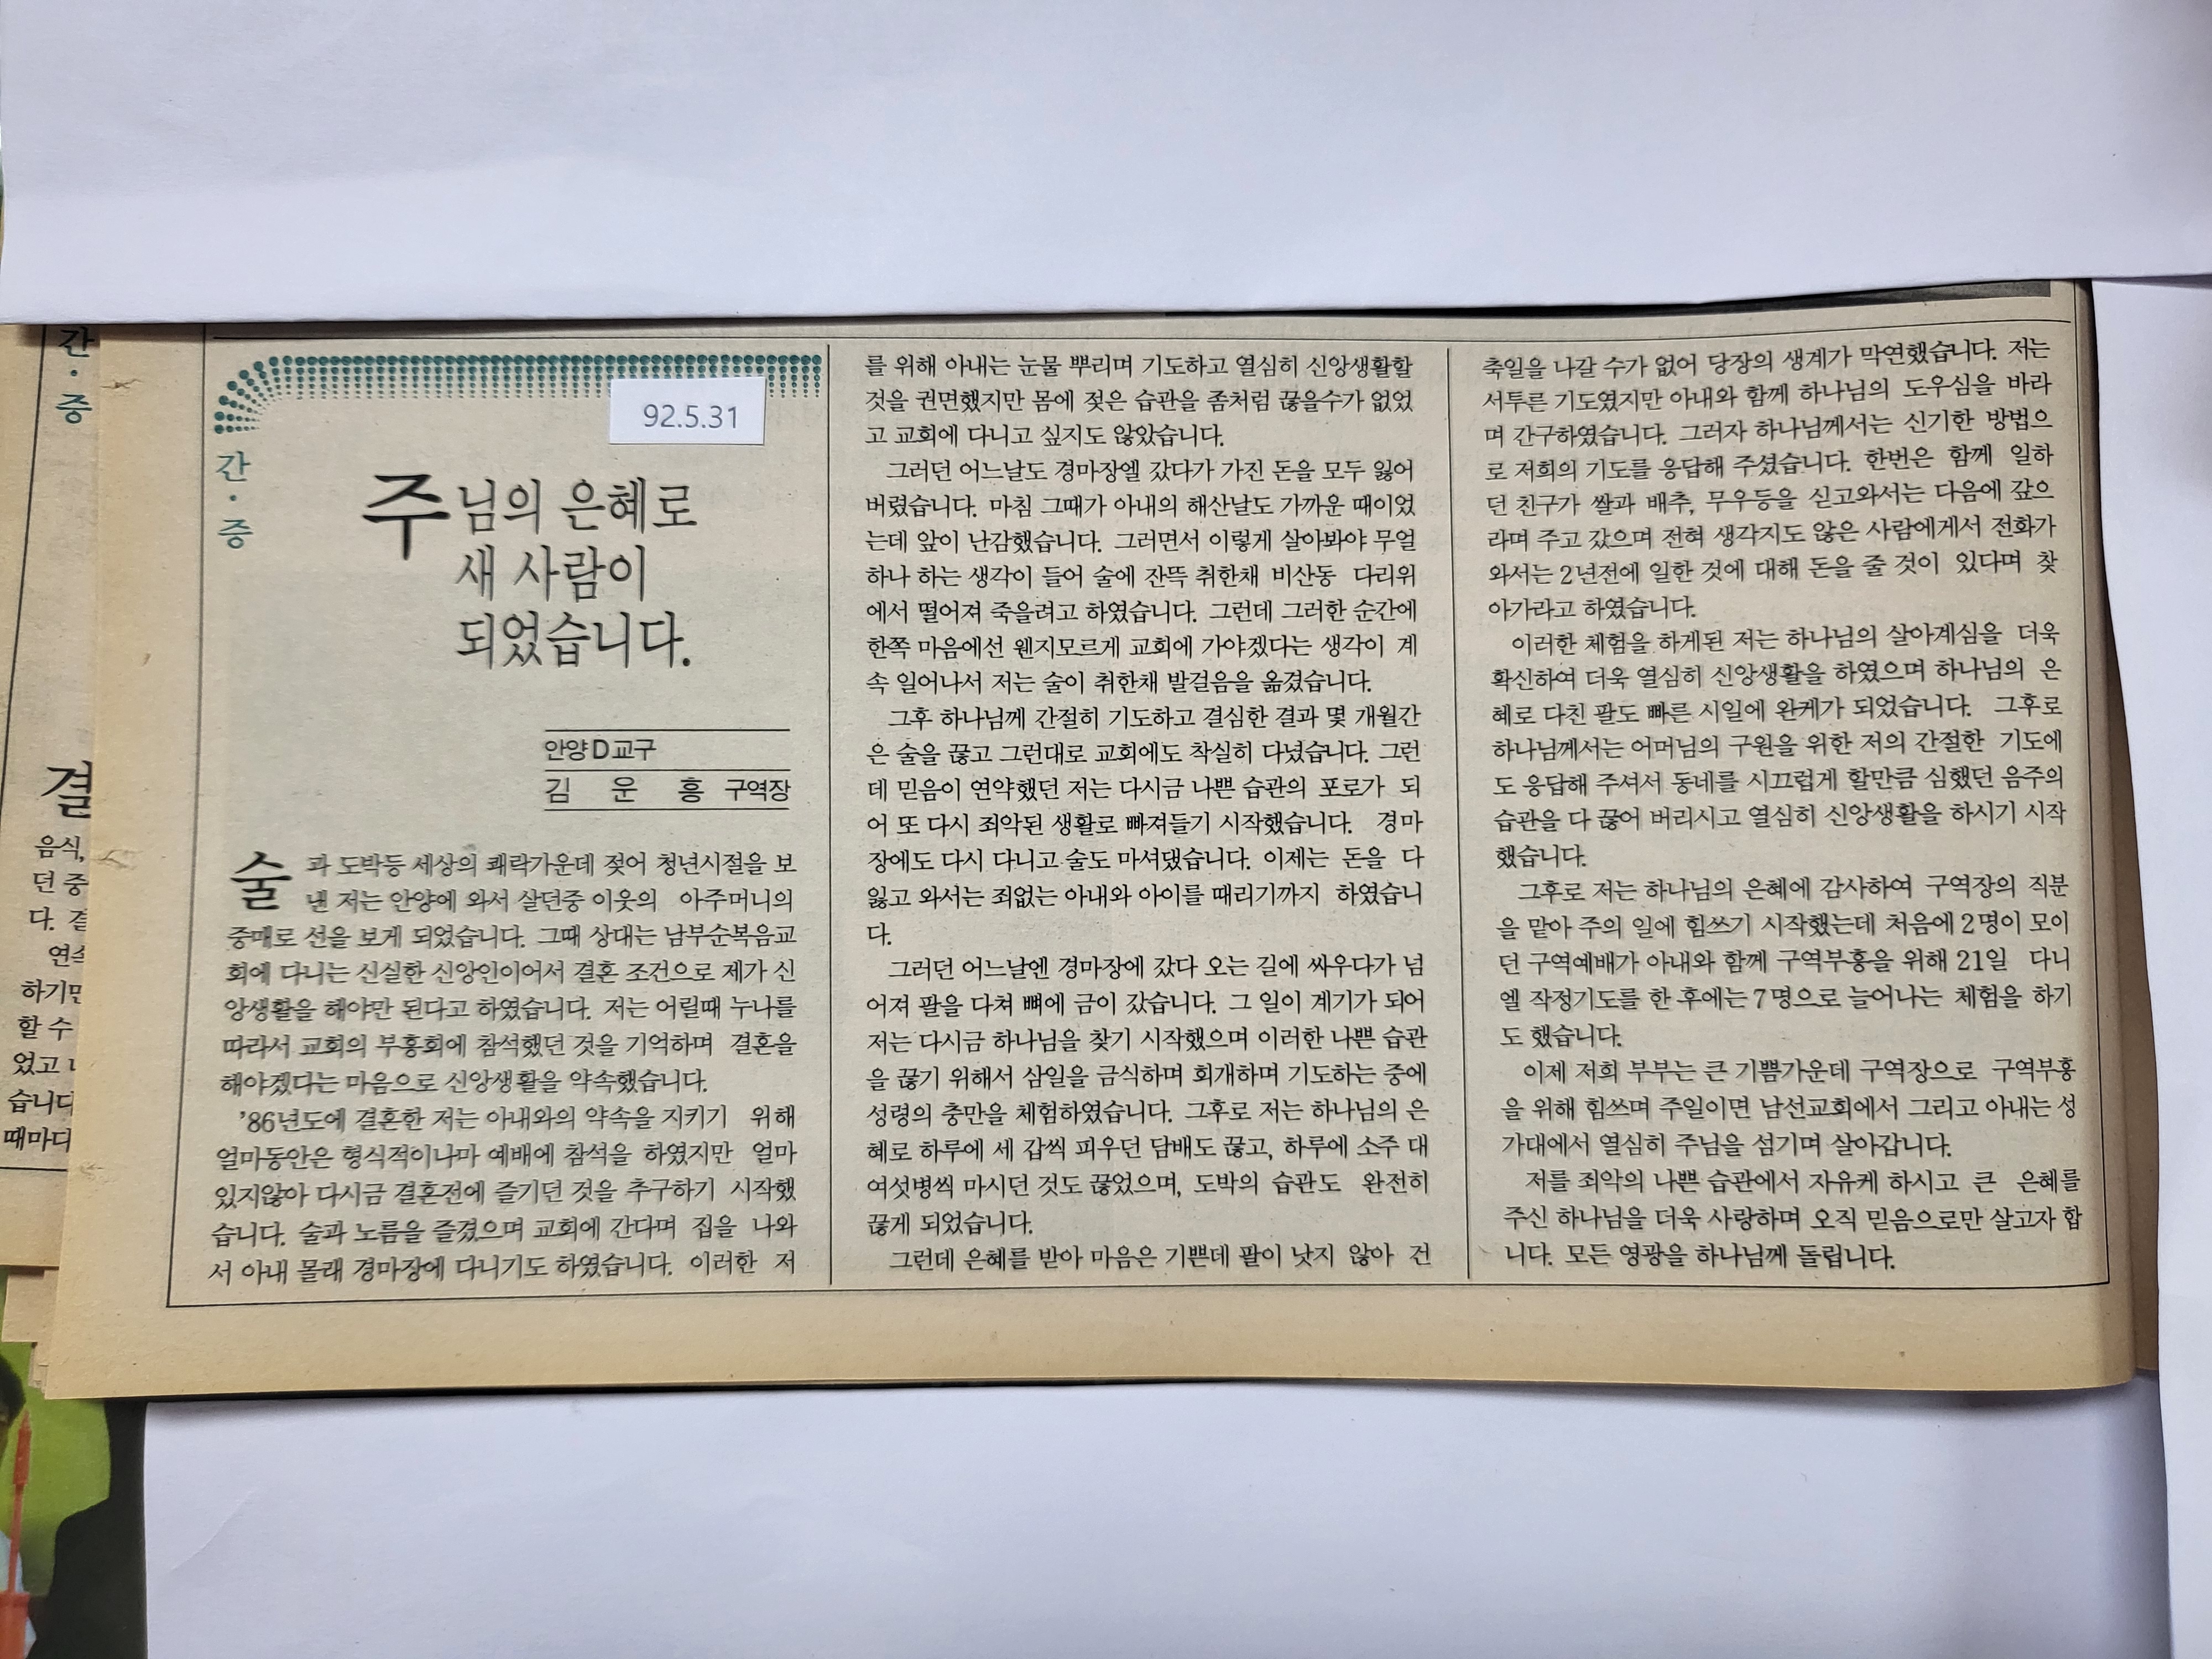 간·증
92.5.31
주님의 은혜로
새 사람이
되었습니다.
안양D교구
김 운 흥 구역장
술과 도박등 세상의 쾌락가운데 젖어 청년시절을 보
낸 저는 안양에 와서 살던중 이웃의 아주머니의
중매로 선을 보게 되었습니다. 그때 상대는 남부순복음교
회에 다니는 신실한 신앙인이어서 결혼 조건으로 제가 신
앙생활을 해야만 된다고 하였습니다. 저는 어릴때 누나를
따라서 교회의 부흥회에 참석했던 것을 기억하며 결혼을
해야겠다는 마음으로 신앙생활을 약속했습니다.
'86년도에 결혼한 저는 아내와의 약속을 지키기 위해
얼마동안은 형식적이나마 예배에 참석을 하였지만 얼마
있지않아 다시금 결혼전에 즐기던 것을 추구하기 시작했
습니다. 술과 노름을 즐겼으며 교회에 간다며 집을 나와
서 아내 몰래 경마장에 다니기도 하였습니다. 이러한 저
를 위해 아내는 눈물 뿌리며 기도하고 열심히 신앙생활할
것을 권면했지만 몸에 젖은 습관을 좀처럼 끊을수가 없었
고 교회에 다니고 싶지도 않았습니다.
그러던 어느날도 경마장엘 갔다가 가진 돈을 모두 잃어
버렸습니다. 마침 그때가 아내의 해산날도 가까운 때이었
는데 앞이 난감했습니다. 그러면서 이렇게 살아봐야 무얼
하나 하는 생각이 들어 술에 잔뜩 취한채 비산동 다리위
에서 떨어져 죽을려고 하였습니다. 그런데 그러한 순간에
한쪽 마음에선 웬지모르게 교회에 가야겠다는 생각이 계
속 일어나서 저는 술이 취한채 발걸음을 옮겼습니다.
그후 하나님께 간절히 기도하고 결심한 결과 몇 개월간
은 술을 끊고 그런대로 교회에도 착실히 다녔습니다. 그런
데 믿음이 연약했던 저는 다시금 나쁜 습관의 포로가 되
어 또 다시 죄악된 생활로 빠져들기 시작했습니다. 경마
장에도 다시 다니고 술도 마셔댔습니다. 이제는 돈을 다
잃고 와서는 죄없는 아내와 아이를 때리기까지 하였습니
다.
그러던 어느날엔 경마장에 갔다 오는 길에 싸우다가 넘
어져 팔을 다쳐 뼈에 금이 갔습니다. 그 일이 계기가 되어
저는 다시금 하나님을 찾기 시작했으며 이러한 나쁜 습관
을 끊기 위해서 삼일을 금식하며 회개하며 기도하는 중에
성령의 충만을 체험하였습니다. 그후로 저는 하나님의 은
혜로 하루에 세 갑씩 피우던 담배도 끊고, 하루에 소주 대
여섯병씩 마시던 것도 끊었으며, 도박의 습관도 완전히
끊게 되었습니다.
그런데 은혜를 받아 마음은 기쁜데 팔이 낫지 않아 건
축일을 나갈 수가 없어 당장의 생계가 막연했습니다. 저는
서투른 기도였지만 아내와 함께 하나님의 도우심을 바라
며 간구하였습니다. 그러자 하나님께서는 신기한 방법으
로 저희의 기도를 응답해 주셨습니다. 한번은 함께 일하
던 친구가 쌀과 배추, 무우등을 싣고와서는 다음에 갚으
라며 주고 갔으며 전혀 생각지도 않은 사람에게서 전화가
와서는 2년전에 일한 것에 대해 돈을 줄 것이 있다며 찾
아가라고 하였습니다.
이러한 체험을 하게된 저는 하나님의 살아계심을 더욱
확신하여 더욱 열심히 신앙생활을 하였으며 하나님의 은
혜로 다친 팔도 빠른 시일에 완케가 되었습니다. 그후로
하나님께서는 어머님의 구원을 위한 저의 간절한 기도에
도 응답해 주셔서 동네를 시끄럽게 할만큼 심했던 음주의
습관을 다 끊어 버리시고 열심히 신앙생활을 하시기 시작
했습니다.
그후로 저는 하나님의 은혜에 감사하여 구역장의 직분
을 맡아 주의 일에 힘쓰기 시작했는데 처음에 2명이 모이
던 구역예배가 아내와 함께 구역부흥을 위해 21일 다니
엘 작정기도를 한 후에는 7명으로 늘어나는 체험을 하기
도 했습니다.
이제 저희 부부는 큰 기쁨가운데 구역장으로 구역부흥
을 위해 힘쓰며 주일이면 남선교회에서 그리고 아내는 성
가대에서 열심히 주님을 섬기며 살아갑니다.
저를 죄악의 나쁜 습관에서 자유케 하시고 큰 은혜를
주신 하나님을 더욱 사랑하며 오직 믿음으로만 살고자 합
니다. 모든 영광을 하나님께 돌립니다.
간·증
결
음식,
던 중
다. 결
연
하기만
할 수
었고
습니다
때마다